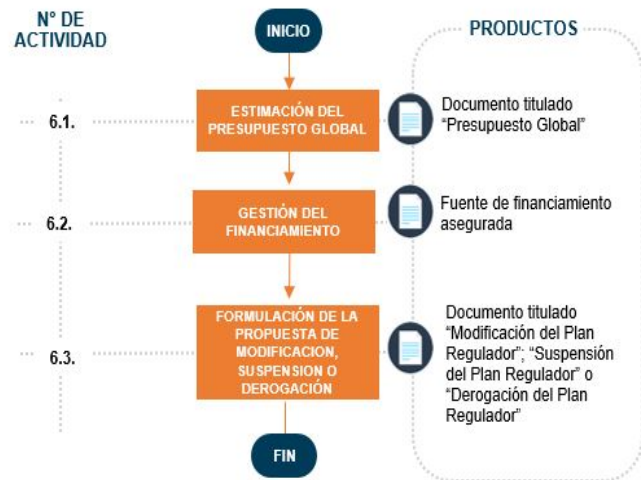 N° DE
ACTIVIDAD
INICIO
PRODUCTOS
6.1.
ESTIMACIÓN DEL
PRESUPUESTO GLOBAL
Documento titulado
“Presupuesto Global”
6.2.
GESTIÓN DEL
FINANCIAMIENTO
Fuente de financiamiento
asegurada
6.3.
FORMULACIÓN DE LA
PROPUESTA DE
MODIFICACION,
SUSPENSION O
DEROGACIÓN
Documento titulado
“Modificación del Plan
Regulador”; “Suspensión
del Plan Regulador” o
“Derogación del Plan
Regulador”
FIN